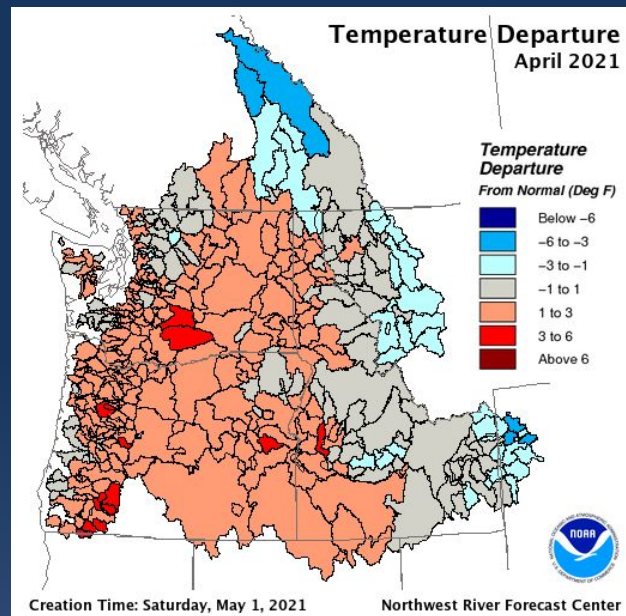 Temperature Departure
April 2021
Temperature
Departure
From Normal (Deg F)
Below -6
-6 to -3
-3 to -1
-1 to 1
1 to 3
3 to 6
Above 6
NOAA
Creation Time: Saturday, May 1, 2021
Northwest River Forecast Center